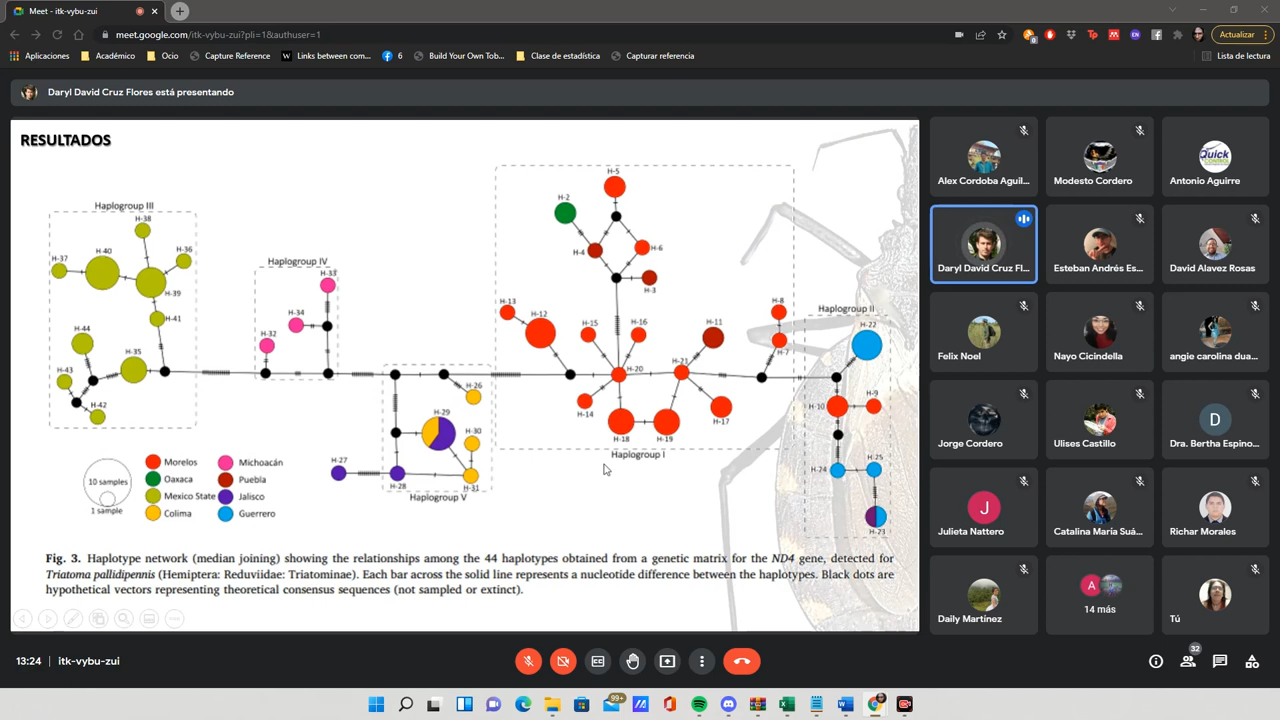 Meet - itk-vybu-zui
meet.google.com/itk-vybu-zui?pli=1&authuser=1
Actualizar
Aplicaciones
Académico
Ocio
Capture Reference
Links between com...
6
Build Your Own Tob...
Clase de estadística
Capturar referencia
Lista de lectura
Daryl David Cruz Flores está presentando
RESULTADOS
Haplogroup III
H-38
H-37
H-40
H-36
H-39
H-41
H-44
H-35
H-43
H-42
Haplogroup IV
H-33
H-34
H-32
H-5
H-2
H-4
H-6
H-3
H-13
H-12
H-15
H-16
H-11
H-8
H-7
H-20
H-21
H-14
H-18
H-19
H-17
Haplogroup I
Haplogroup II
H-22
H-9
H-10
H-25
H-24
H-23
H-26
H-29
H-30
H-27
H-28
H-31
Haplogroup V
10 samples
1 sample
Morelos
Oaxaca
Mexico State
Colima
Michoacán
Puebla
Jalisco
Guerrero
Fig. 3. Haplotype network (median joining) showing the relationships among the 44 haplotypes obtained from a genetic matrix for the ND4 gene, detected for
Triatoma pallidipennis (Hemiptera: Reduviidae: Triatominae). Each bar across the solid line represents a nucleotide difference between the haplotypes. Black dots are
hypothetical vectors representing theoretical consensus sequences (not sampled or extinct).
Alex Cordoba Aguil...
Modesto Cordero
Quick
CONTROL
Antonio Aguirre
Daryl David Cruz Fl...
Esteban Andrés Es...
David Alavez Rosas
Felix Noel
Nayo Cicindella
angie carolina dua...
Jorge Cordero
Ulises Castillo
D
Dra. Bertha Espino...
J
Julieta Nattero
Catalina María Suá...
Richar Morales
Daily Martínez
A
14 más
Tú
13:24
itk-vybu-zui
32
99+